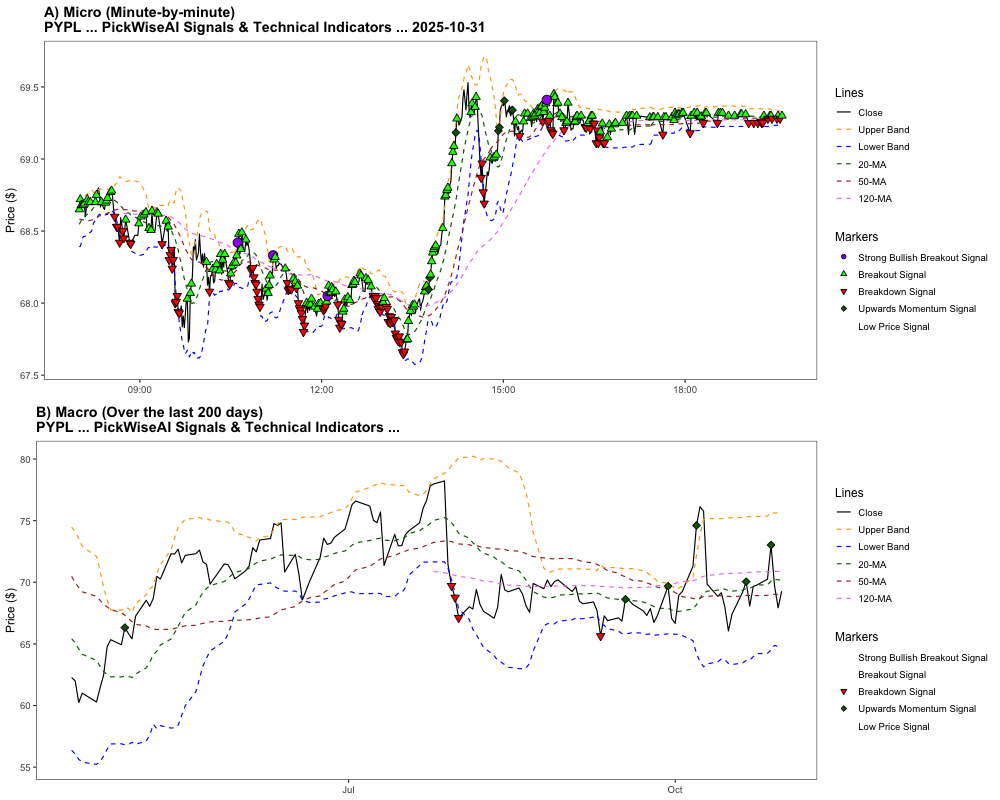 A) Micro (Minute-by-minute)
PYPL ... PickWiseAI Signals & Technical Indicators ... 2025-10-31
Price ($)
69.5
69.0
68.5
68.0
67.5
09:00
12:00
15:00
18:00
Lines
Close
Upper Band
Lower Band
20-MA
50-MA
120-MA
Markers
Strong Bullish Breakout Signal
Breakout Signal
Breakdown Signal
Upwards Momentum Signal
Low Price Signal
B) Macro (Over the last 200 days)
PYPL ... PickWiseAI Signals & Technical Indicators ...
Price ($)
80
75
70
65
60
55
Jul
Oct
Lines
Close
Upper Band
Lower Band
20-MA
50-MA
120-MA
Markers
Strong Bullish Breakout Signal
Breakout Signal
Breakdown Signal
Upwards Momentum Signal
Low Price Signal